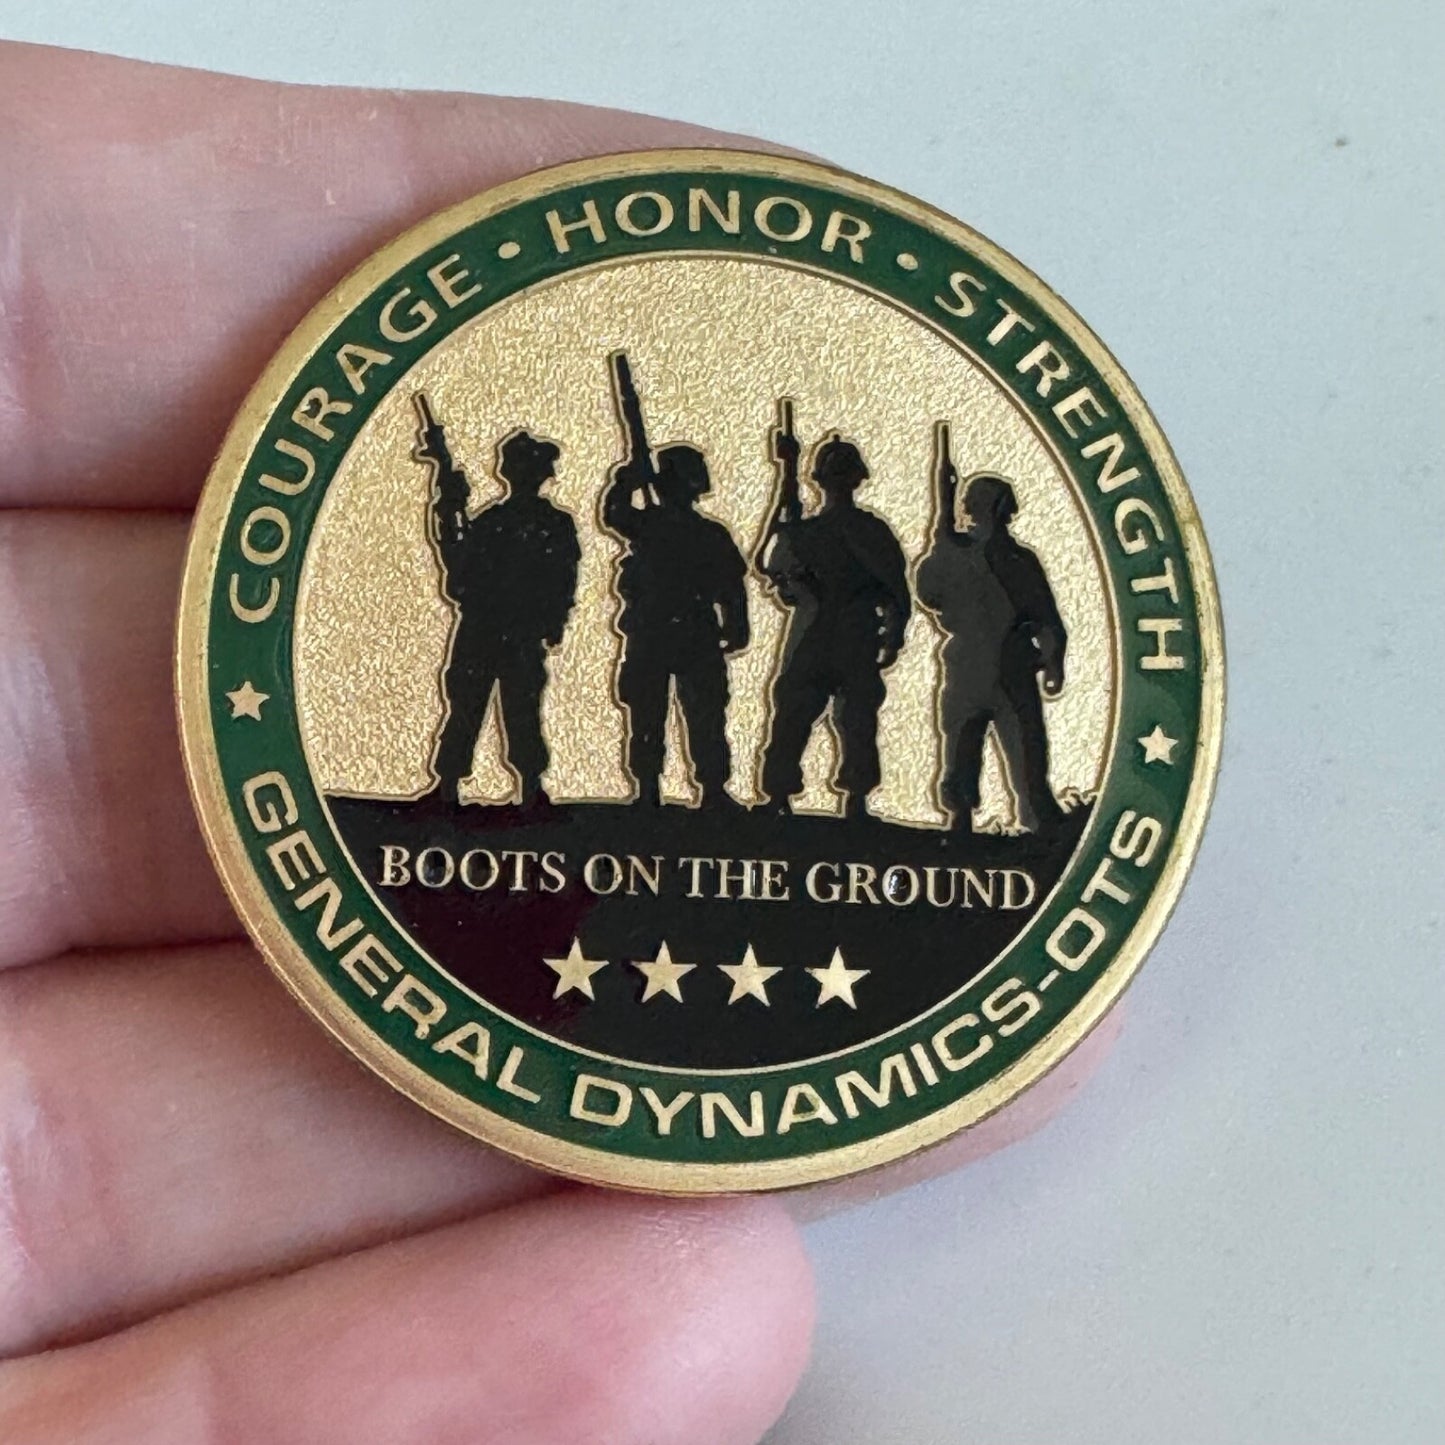 COURAGE • HONOR • STRENGTH
BOOTS ON THE GROUND
GENERAL DYNAMICS-OTS